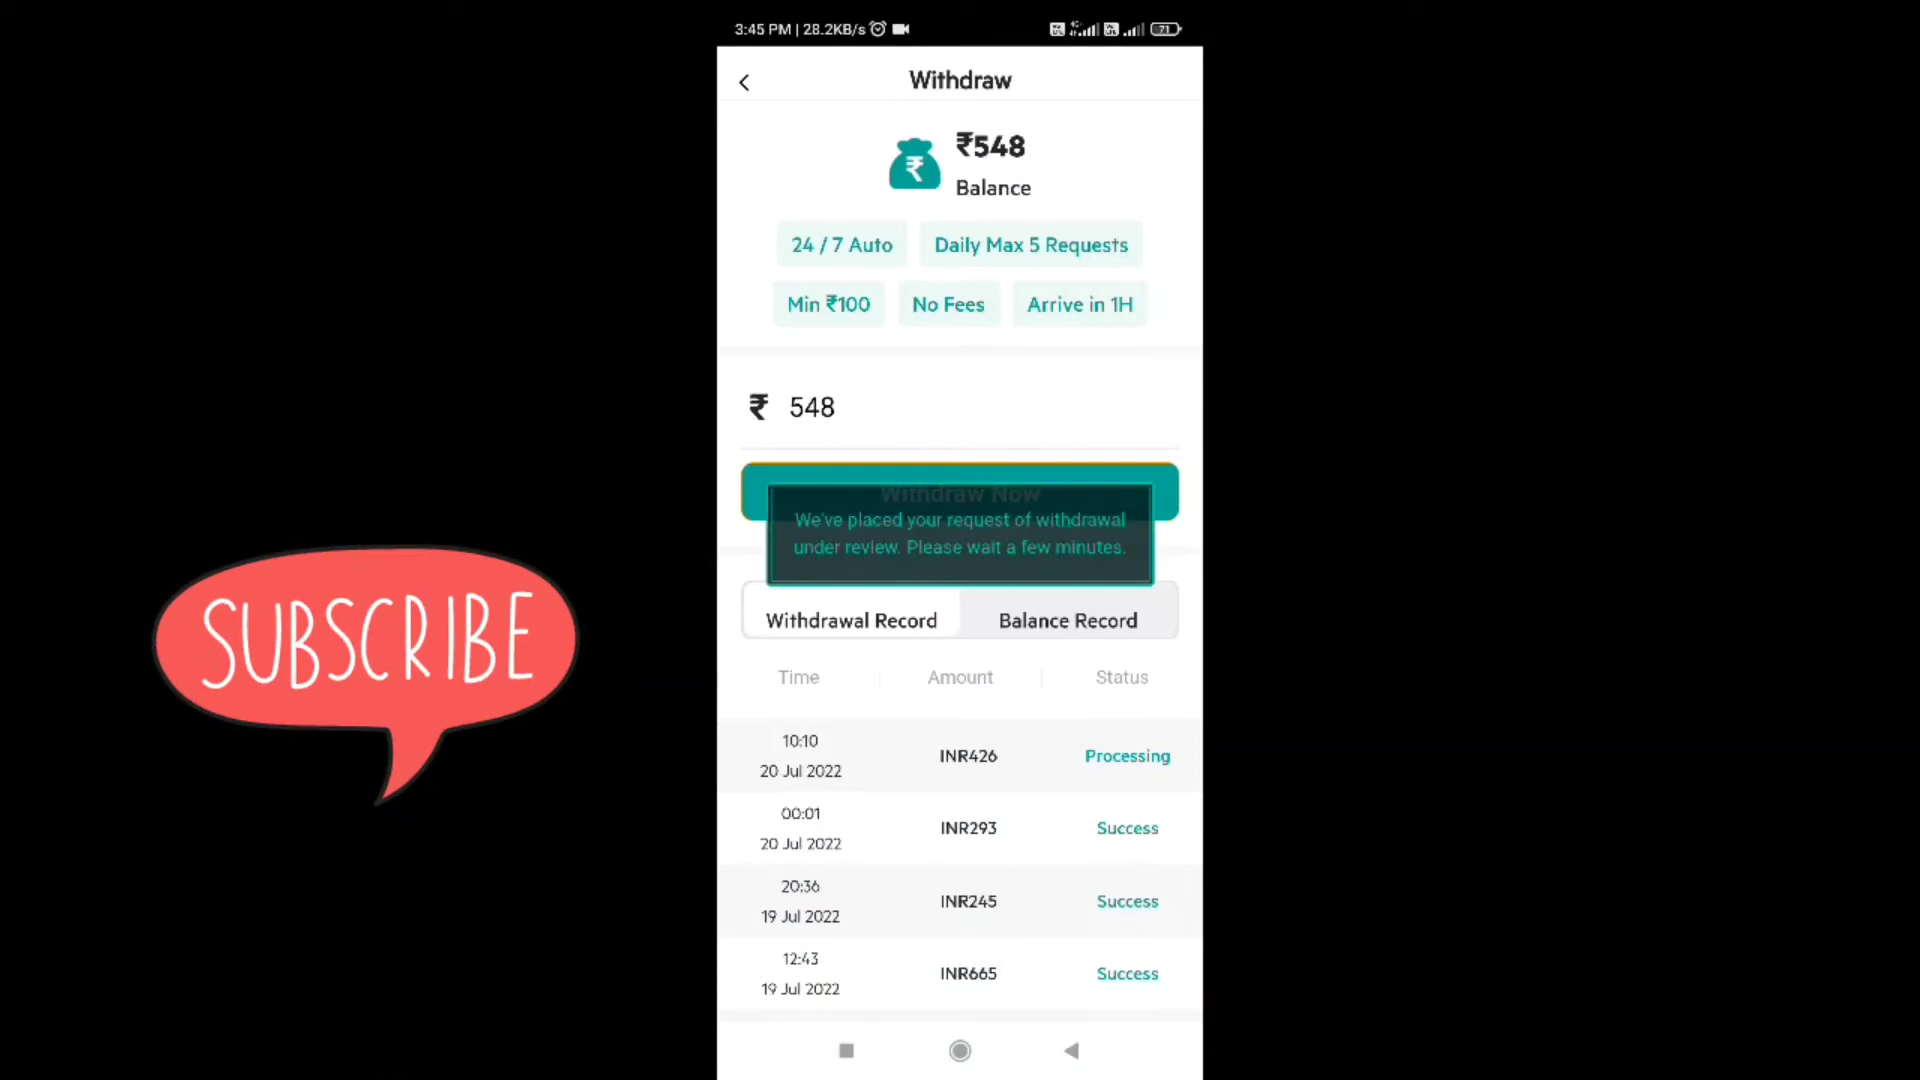 3:45 PM | 28.2KB/s
71
Withdraw
₹548
Balance
24 / 7 Auto
Daily Max 5 Requests
Min ₹100
No Fees
Arrive in 1H
₹ 548
Withdraw Now
We've placed your request of withdrawal
under review. Please wait a few minutes.
SUBSCRIBE
Withdrawal Record
Balance Record
Time Amount Status
10:10
20 Jul 2022
INR426
Processing
00:01
20 Jul 2022
INR293
Success
20:36
19 Jul 2022
INR245
Success
12:43
19 Jul 2022
INR665
Success